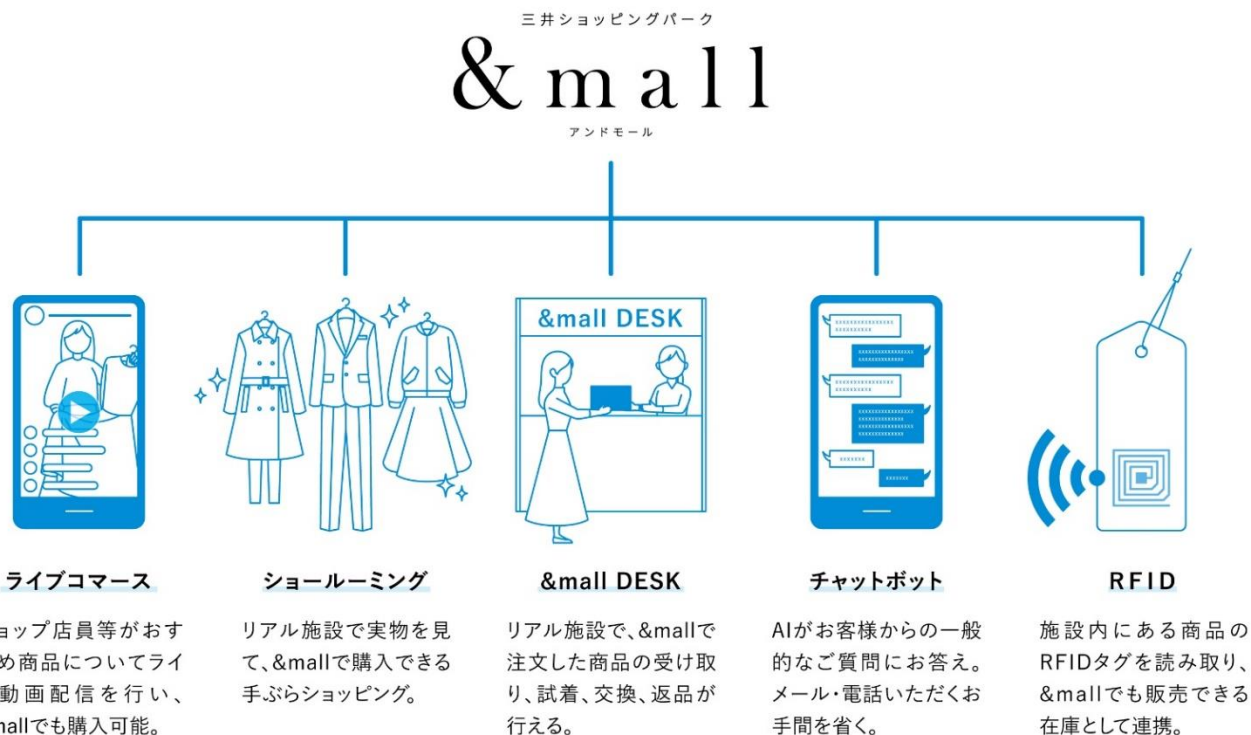 三井ショッピングパーク
&mall
アンドモール
&mall DESK
ライブコマース
ョップ店員等がおす
め商品についてライ
動画配信を行い、
mallでも購入可能。
ショールーミング
リアル施設で実物を見
て、&mallで購入できる
手ぶらショッピング。
&mall DESK
リアル施設で、&mallで
注文した商品の受け取
り、試着、交換、返品が
行える。
チャットボット
AIがお客様からの一般
的なご質問にお答え。
メール・電話いただくお
手間を省く。
RFID
施設内にある商品の
RFIDタグを読み取り、
&mallでも販売できる
在庫として連携。